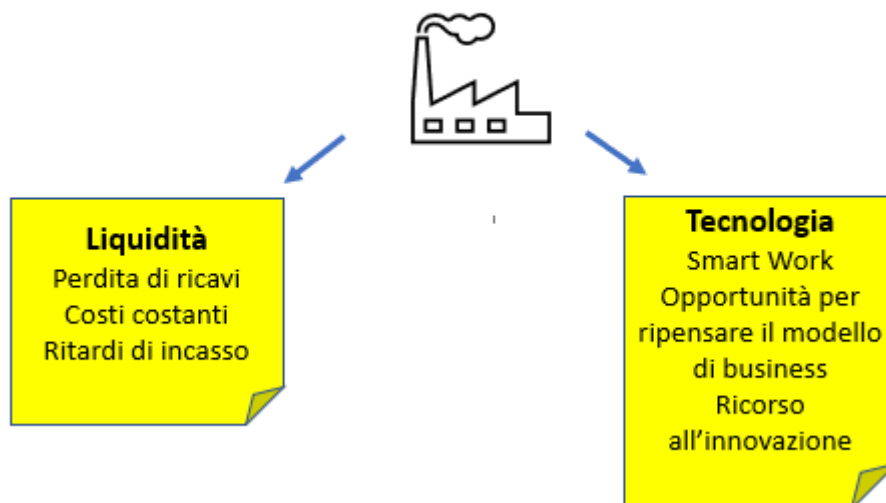 Liquidità
Perdita di ricavi
Costi costanti
Ritardi di incasso
Tecnologia
Smart Work
Opportunità per
ripensare il modello
di business
Ricorso
all'innovazione